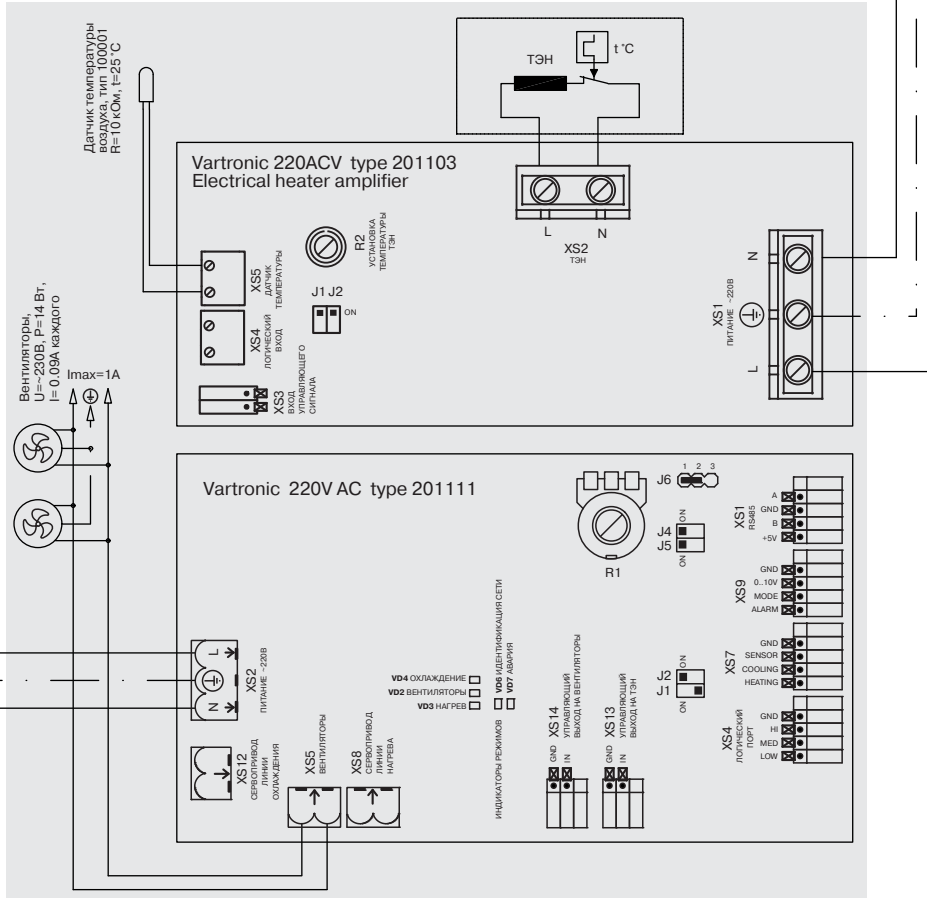 Датчик температуры
воздуха, тип 100001
R=10 кОм, t=25˚C
ТЭН
t˚C
Vartronic 220ACV type 201103
Electrical heater amplifier
L
N
XS2
ТЭН
R2
УСТАНОВКА
ТЕМПЕРАТУРЫ
ТЭН
XS5
ДАТЧИК
ТЕМПЕРАТУРЫ
J1 J2
ON
XS4
ЛОГИЧЕСКИЙ
ВХОД
XS3
ВХОД
УПРАВЛЯЮЩЕГО
СИГНАЛА
N
XS1
ПИТАНИЕ ~220В
L
Вентиляторы,
U=~230В, P=14 Вт,
I= 0.09А каждого
Imax=1A
Vartronic 220V AC type 201111
R1
J6
1 2 3
ON
J4
J5
ON
A
GND
B
+5V
XS1
RS485
GND
0..10V
MODE
ALARM
XS9
GND
SENSOR
COOLING
HEATING
XS7
ON
J2
J1
ON
GND
HI
MED
LOW
XS4
ЛОГИЧЕСКИЙ
ПОРТ
L
N
XS2
ПИТАНИЕ ~220В
VD4 ОХЛАЖДЕНИЕ
VD2 ВЕНТИЛЯТОРЫ
VD3 НАГРЕВ
VD6 ИДЕНТИФИКАЦИЯ СЕТИ
VD7 АВАРИЯ
ИНДИКАТОРЫ РЕЖИМОВ
XS12
СЕРВОПРИВОД
ЛИНИИ
ОХЛАЖДЕНИЯ
XS5
ВЕНТИЛЯТОРЫ
XS8
СЕРВОПРИВОД
ЛИНИИ
НАГРЕВА
XS14
УПРАВЛЯЮЩИЙ
ВЫХОД НА ВЕНТИЛЯТОРЫ
GND
IN
XS13
УПРАВЛЯЮЩИЙ
ВЫХОД НА ТЭН
GND
IN